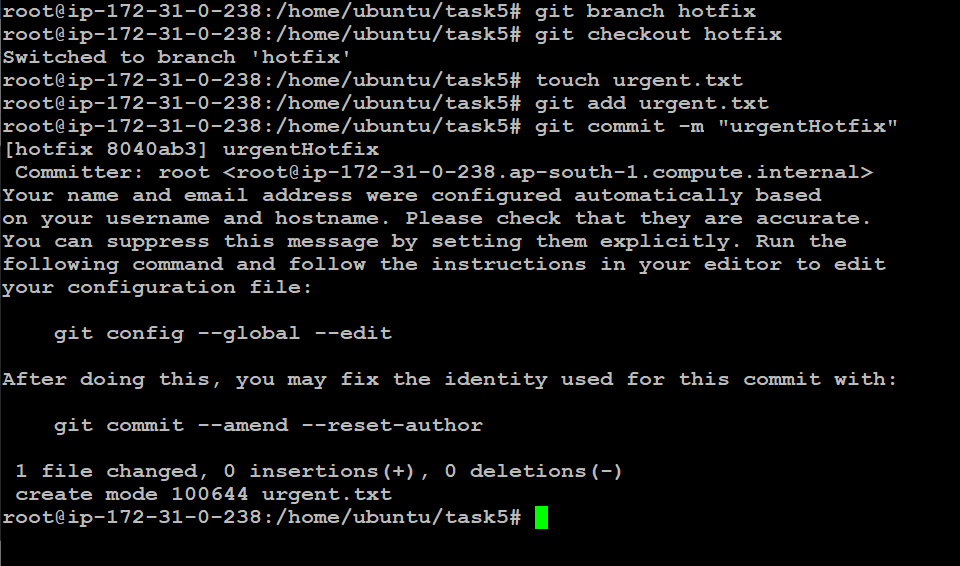 root@ip-172-31-0-238:/home/ubuntu/task5# git branch hotfix
root@ip-172-31-0-238:/home/ubuntu/task5# git checkout hotfix
Switched to branch 'hotfix'
root@ip-172-31-0-238:/home/ubuntu/task5# touch urgent.txt
root@ip-172-31-0-238:/home/ubuntu/task5# git add urgent.txt
root@ip-172-31-0-238:/home/ubuntu/task5# git commit -m "urgentHotfix"
[hotfix 8040ab3] urgentHotfix
 Committer: root <root@ip-172-31-0-238.ap-south-1.compute.internal>
Your name and email address were configured automatically based
on your username and hostname. Please check that they are accurate.
You can suppress this message by setting them explicitly. Run the
following command and follow the instructions in your editor to edit
your configuration file:

    git config --global --edit

After doing this, you may fix the identity used for this commit with:

    git commit --amend --reset-author

 1 file changed, 0 insertions(+), 0 deletions(-)
 create mode 100644 urgent.txt
root@ip-172-31-0-238:/home/ubuntu/task5#